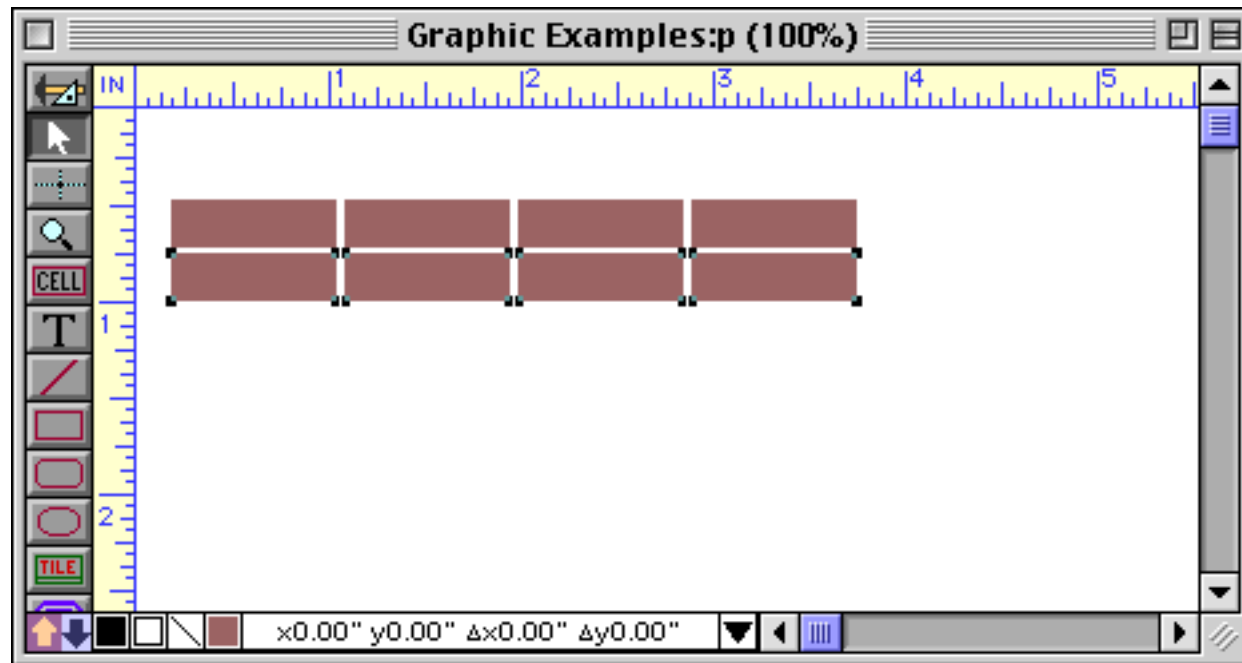 Graphic Examples:p (100%)
IN 1 2 3 4 5
CELL
T
1
2
TILE
x0.00" y0.00" Δx0.00" Δy0.00"